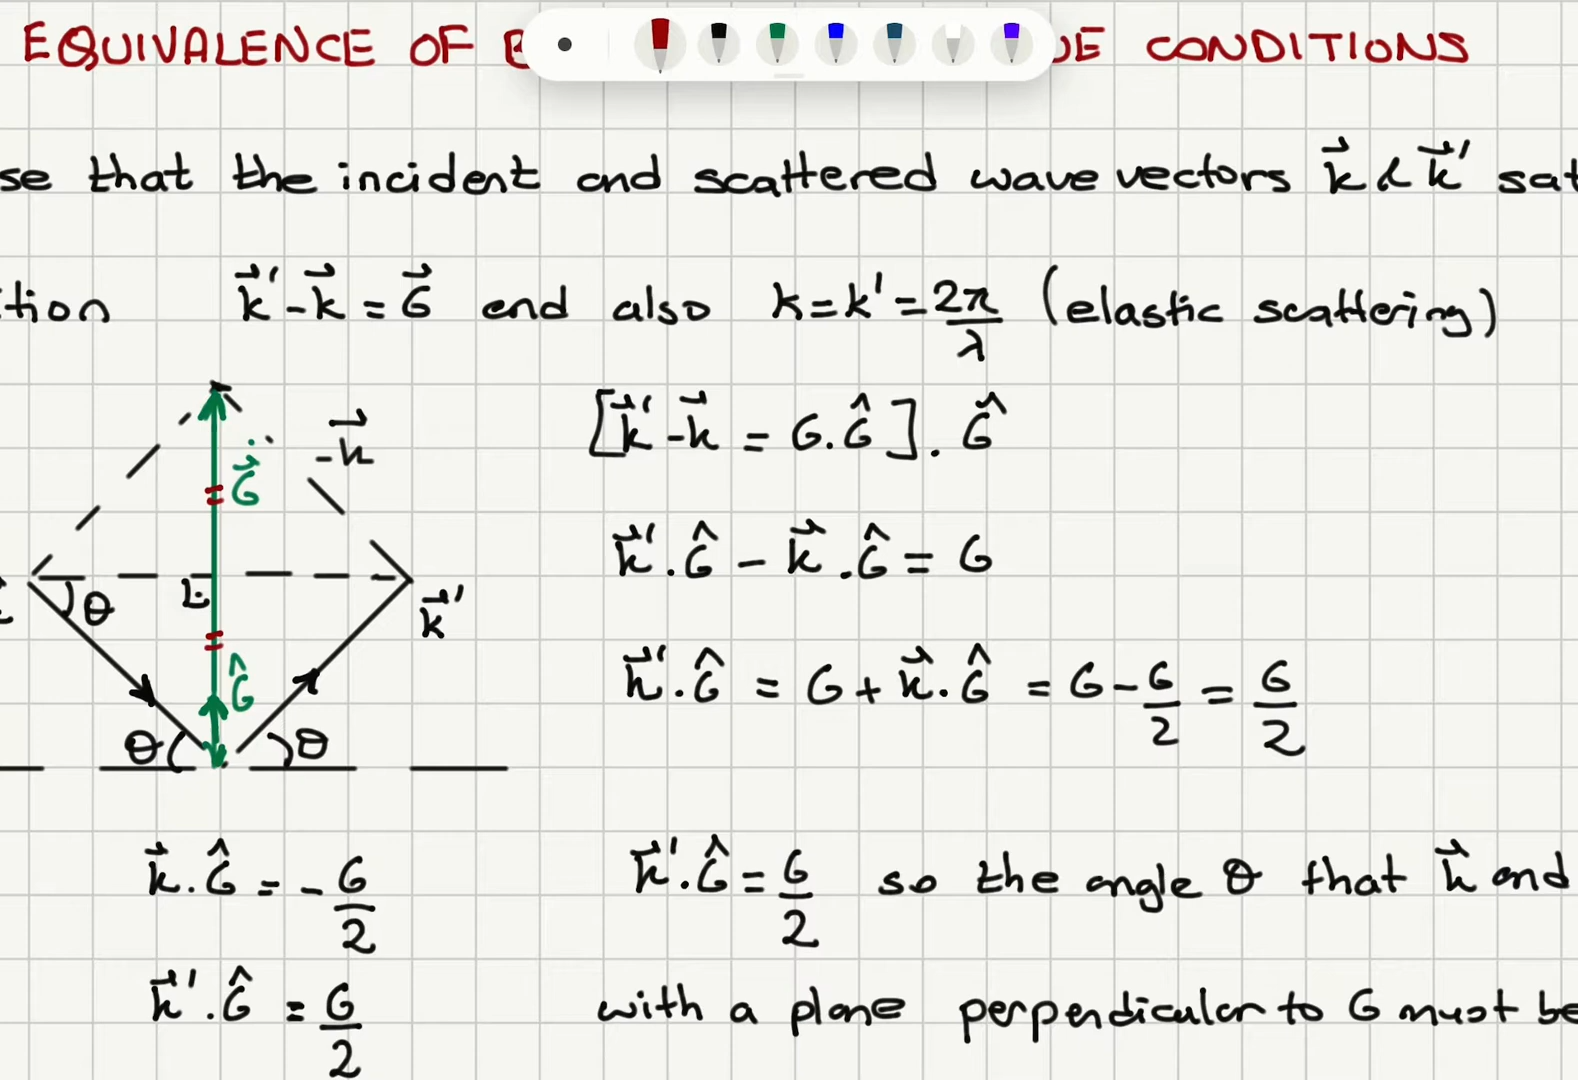 EQUIVALENCE OF CONDITIONS
se that the incident and scattered wave vectors k⃗ & k⃗' sat
tion k⃗'-k⃗ = G⃗ and also k=k'=2π/λ (elastic scattering)
[k⃗'-k⃗ = G.Ĝ].Ĝ
-k⃗
G⃗
k⃗'.Ĝ - k⃗.Ĝ = G
θ
k⃗'
k⃗'.Ĝ = G+k⃗.Ĝ = G-G/2 = G/2
Ĝ
θ θ
k⃗.Ĝ = -G/2 k⃗'.Ĝ = G/2 so the angle θ that k⃗ and
k⃗'.Ĝ = G/2 with a plane perpendicular to G must be